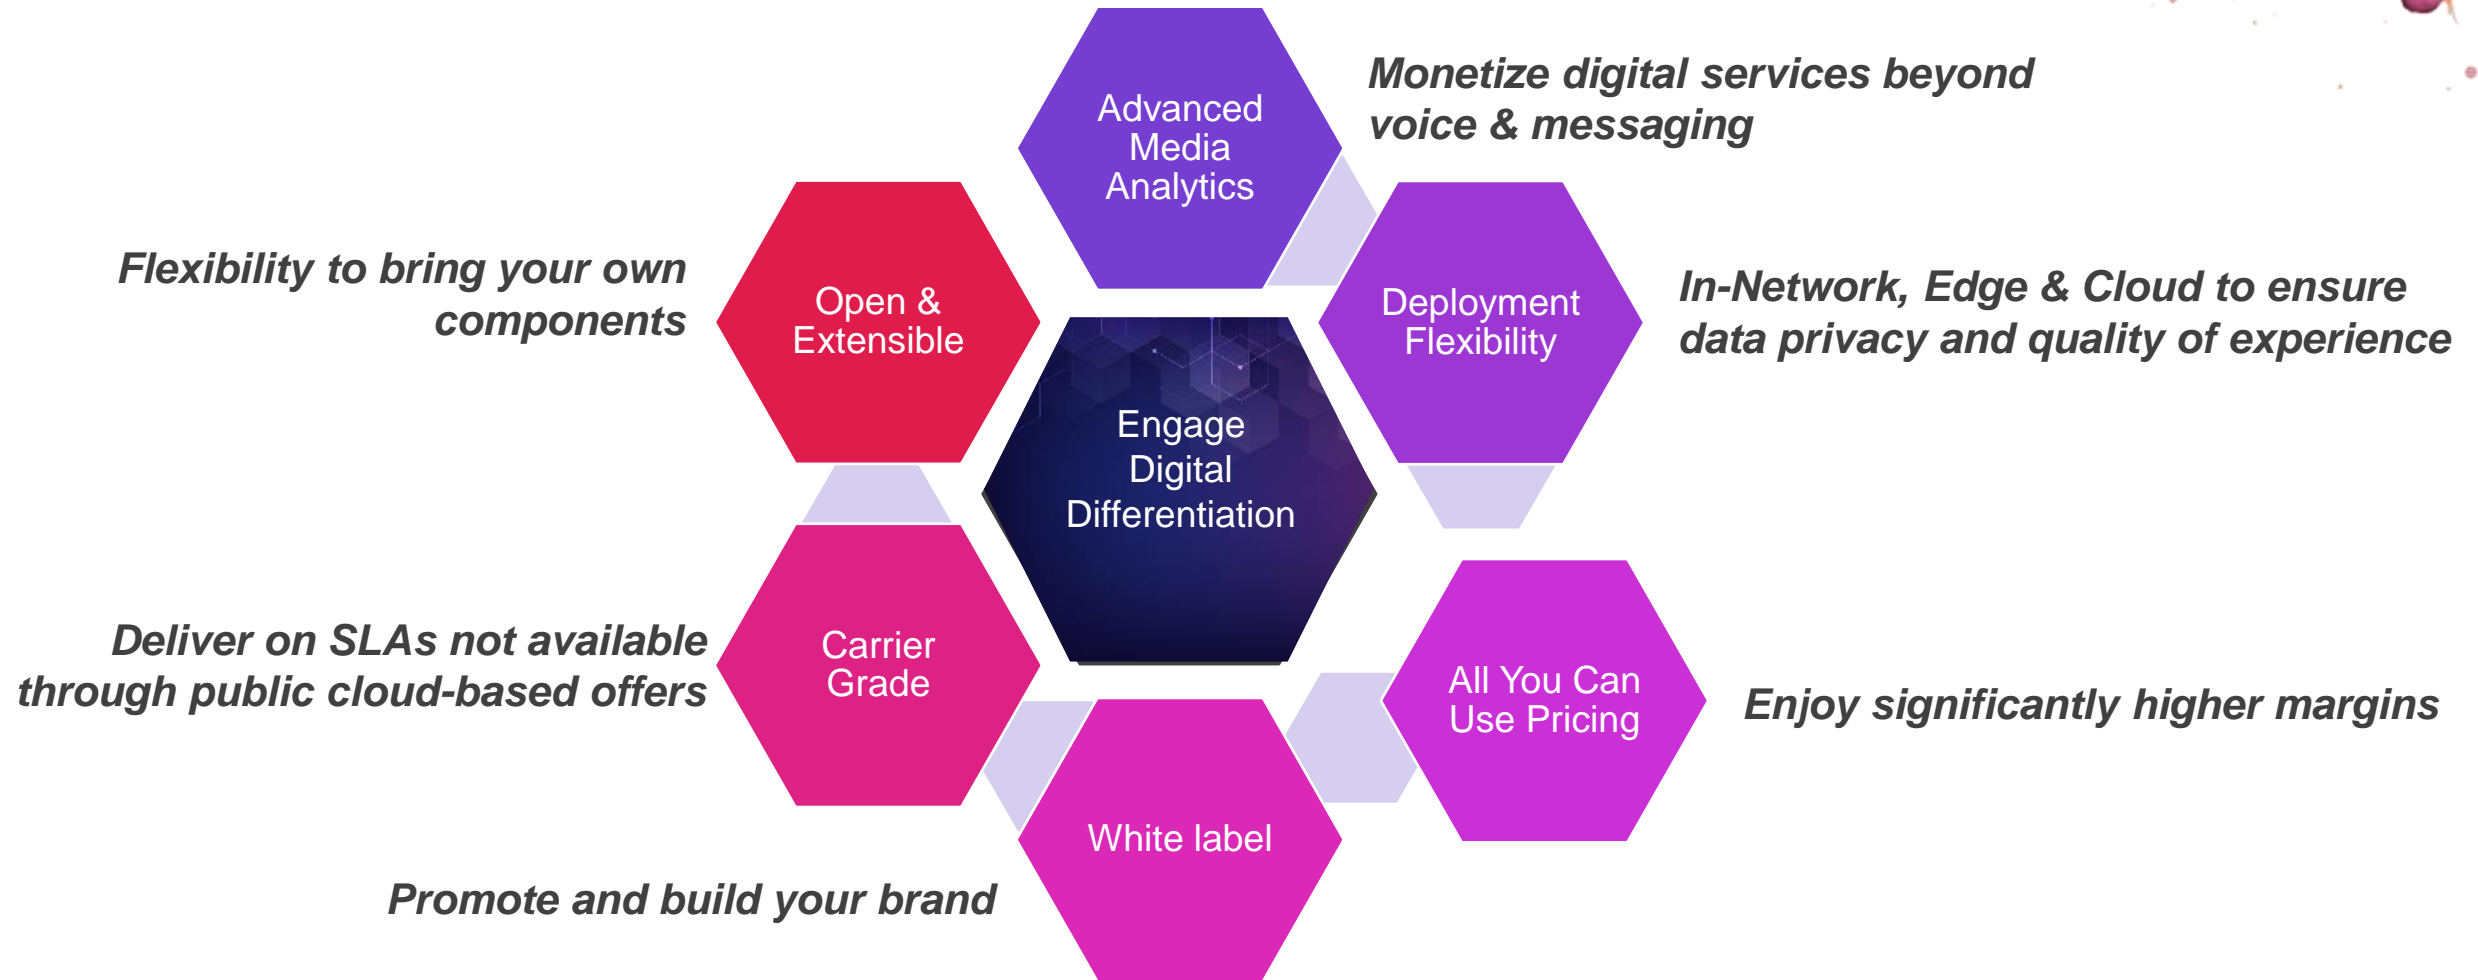 Advanced
Media
Analytics
Monetize digital services beyond
voice & messaging
Deployment
Flexibility
In-Network, Edge & Cloud to ensure
data privacy and quality of experience
All You Can
Use Pricing
Enjoy significantly higher margins
White label
Promote and build your brand
Carrier
Grade
Deliver on SLAs not available
through public cloud-based offers
Open &
Extensible
Flexibility to bring your own
components
Engage
Digital
Differentiation